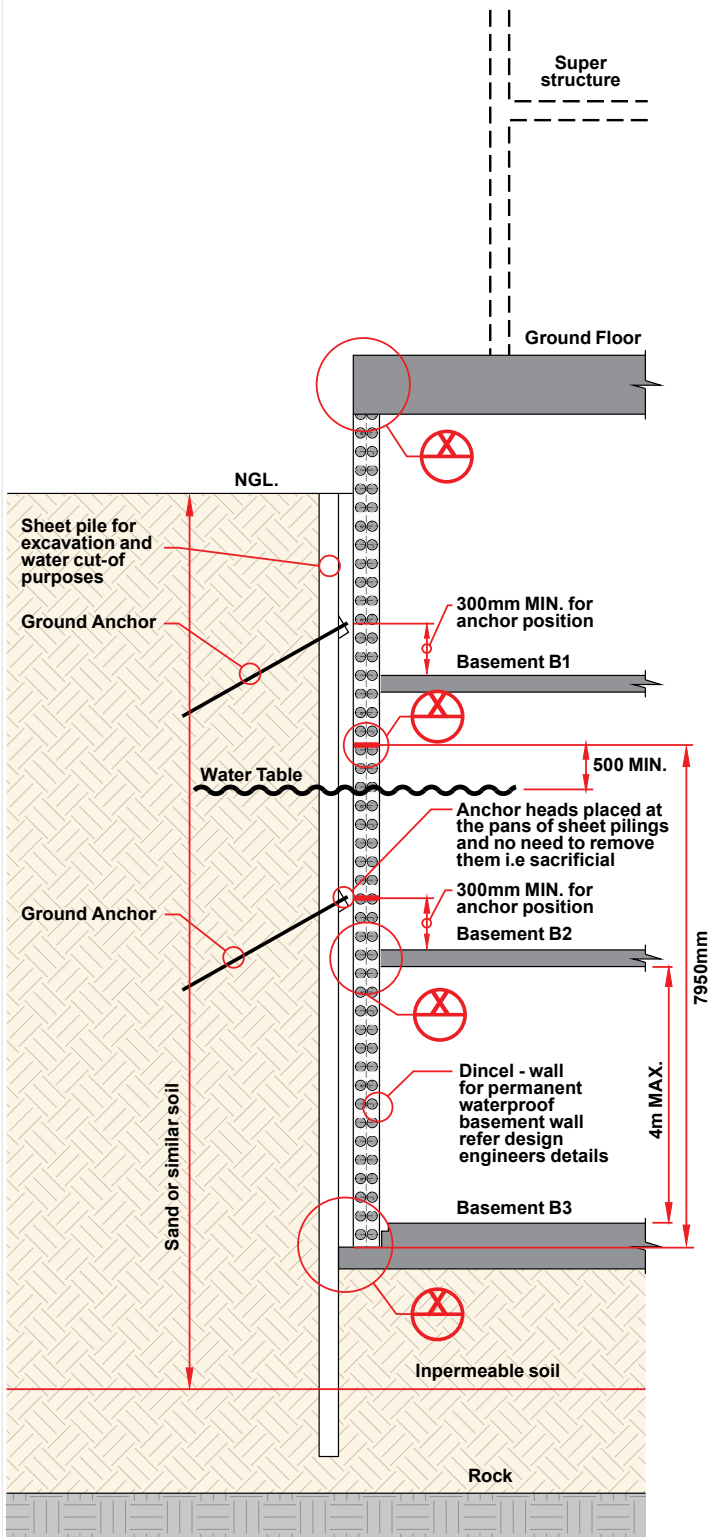 Super
structure
Ground Floor
X
NGL.
Sheet pile for
excavation and
water cut-of
purposes
Ground Anchor
300mm MIN. for
anchor position
Basement B1
X
500 MIN.
Water Table
Anchor heads placed at
the pans of sheet pilings
and no need to remove
them i.e sacrificial
300mm MIN. for
anchor position
Ground Anchor
Basement B2
7950mm
X
Dincel - wall
for permanent
waterproof
basement wall
refer design
engineers details
4m MAX.
Sand or similar soil
Basement B3
X
Inpermeable soil
Rock